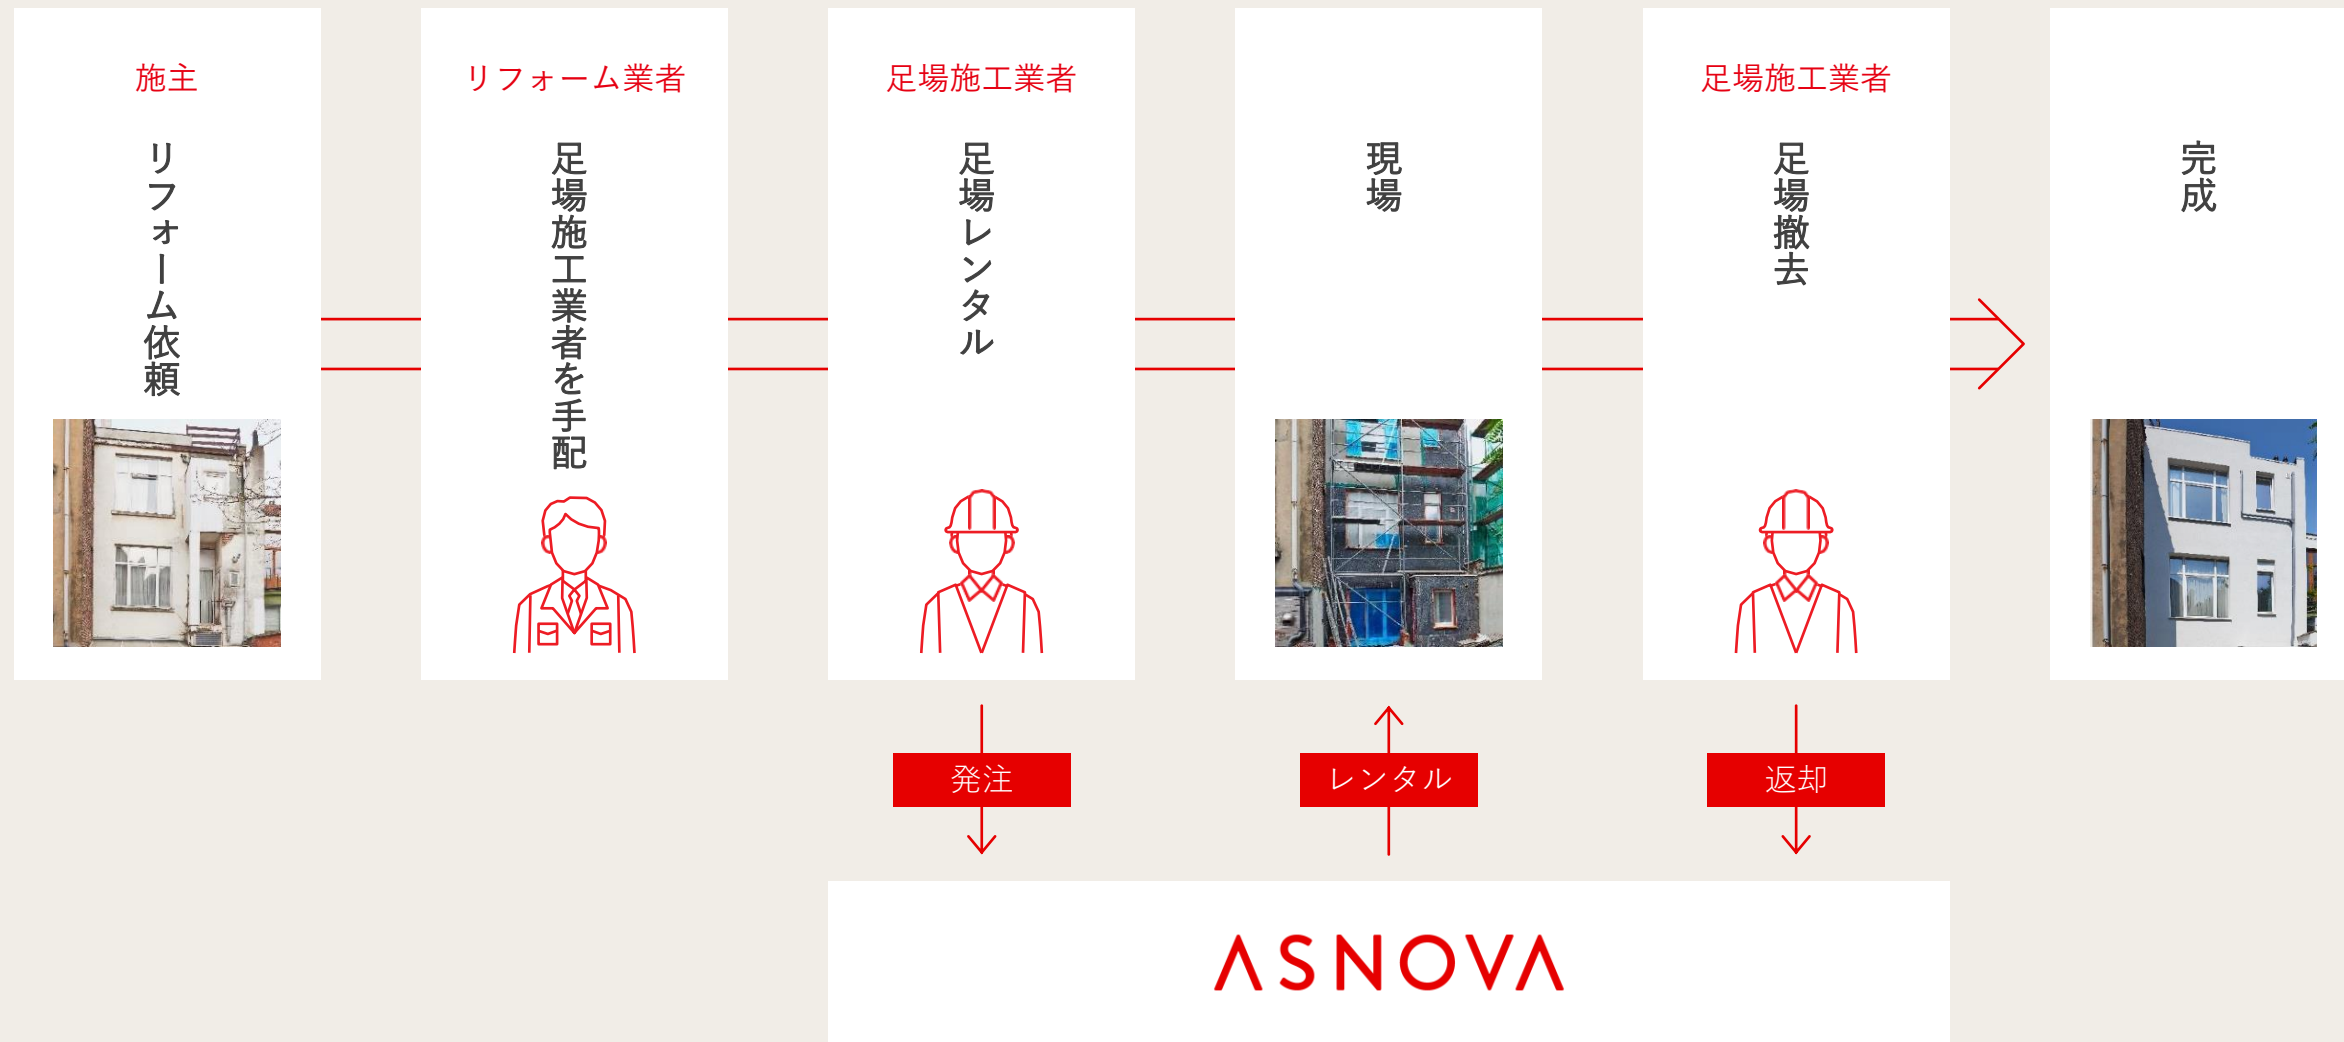 施主
リフォーム依頼
リフォーム業者
足場施工業者を手配
足場施工業者
足場レンタル
現場
足場施工業者
足場撤去
完成
発注
レンタル
返却
ASNOVA